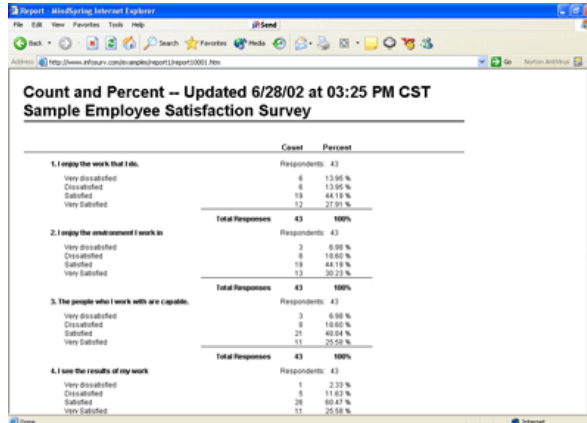 Report - MindSpring Internet Explorer
File Edit View Favorites Tools Help Send
Back Search Favorites Media
Address http://www.infosurv.com/examples/report1/report10001.htm Go Norton AntiVirus
Count and Percent -- Updated 6/28/02 at 03:25 PM CST
Sample Employee Satisfaction Survey
Count Percent
1. I enjoy the work that I do. Respondents: 43
Very dissatisfied 6 13.95 %
Dissatisfied 6 13.95 %
Satisfied 19 44.19 %
Very Satisfied 12 27.91 %
Total Responses 43 100%
2. I enjoy the environment I work in Respondents: 43
Very dissatisfied 3 6.98 %
Dissatisfied 8 18.60 %
Satisfied 19 44.19 %
Very Satisfied 13 30.23 %
Total Responses 43 100%
3. The people who I work with are capable. Respondents: 43
Very dissatisfied 3 6.98 %
Dissatisfied 8 18.60 %
Satisfied 21 48.84 %
Very Satisfied 11 25.58 %
Total Responses 43 100%
4. I see the results of my work Respondents: 43
Very dissatisfied 1 2.33 %
Dissatisfied 5 11.63 %
Satisfied 26 60.47 %
Very Satisfied 11 25.58 %
Done Internet